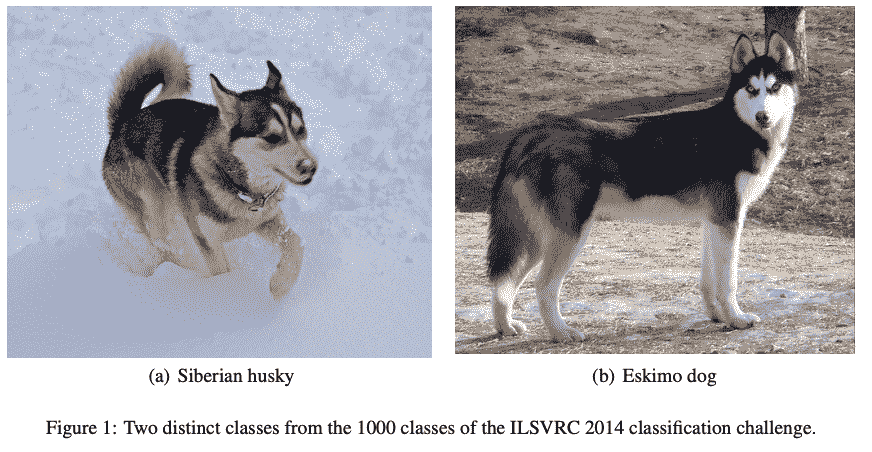 (a) Siberian husky
(b) Eskimo dog
Figure 1: Two distinct classes from the 1000 classes of the ILSVRC 2014 classification challenge.